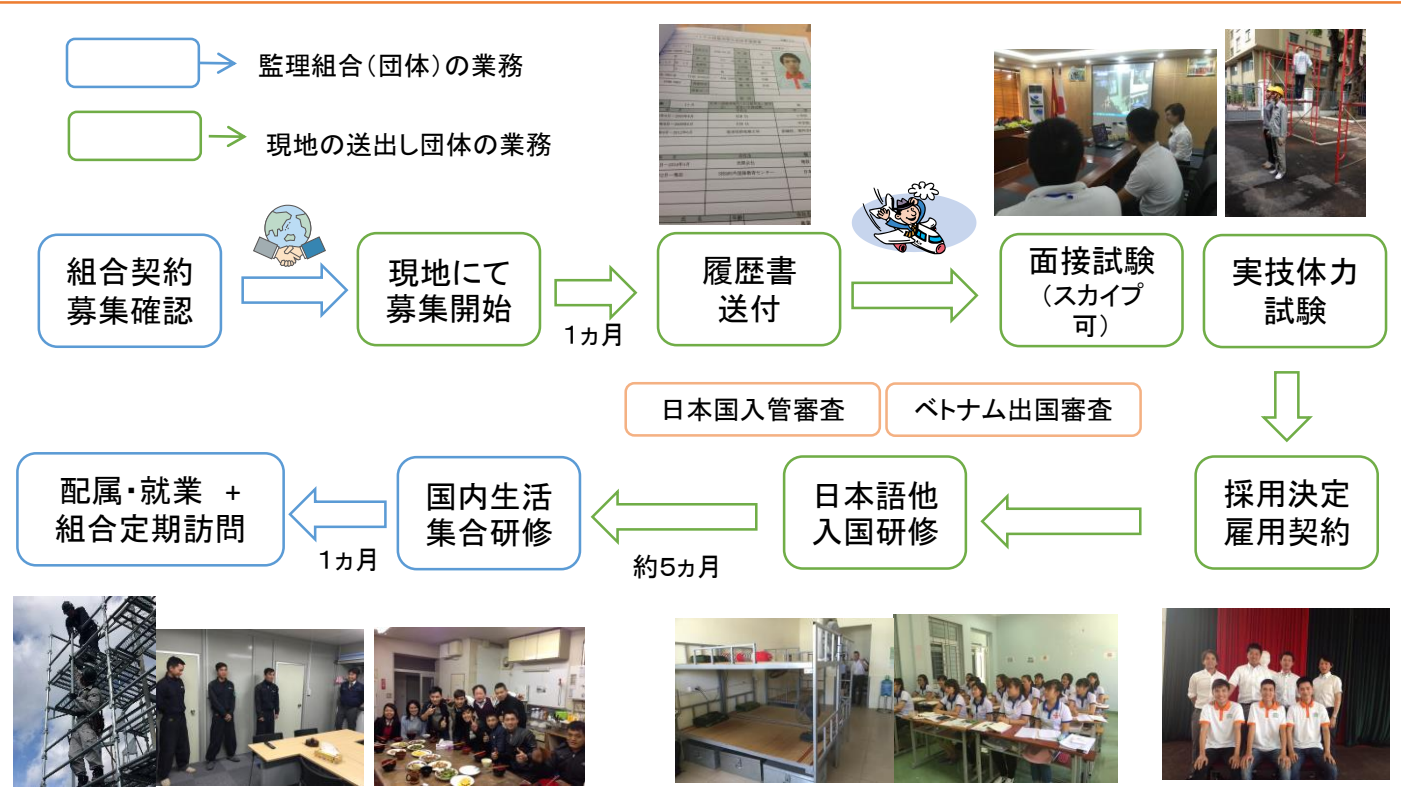 監理組合（団体）の業務
現地の送出し団体の業務
組合契約
募集確認
現地にて
募集開始
1ヵ月
履歴書
送付
面接試験
（スカイプ
可）
実技体力
試験
日本国入管審査
ベトナム出国審査
配属・就業　+
組合定期訪問
1ヵ月
国内生活
集合研修
約5ヵ月
日本語他
入国研修
採用決定
雇用契約